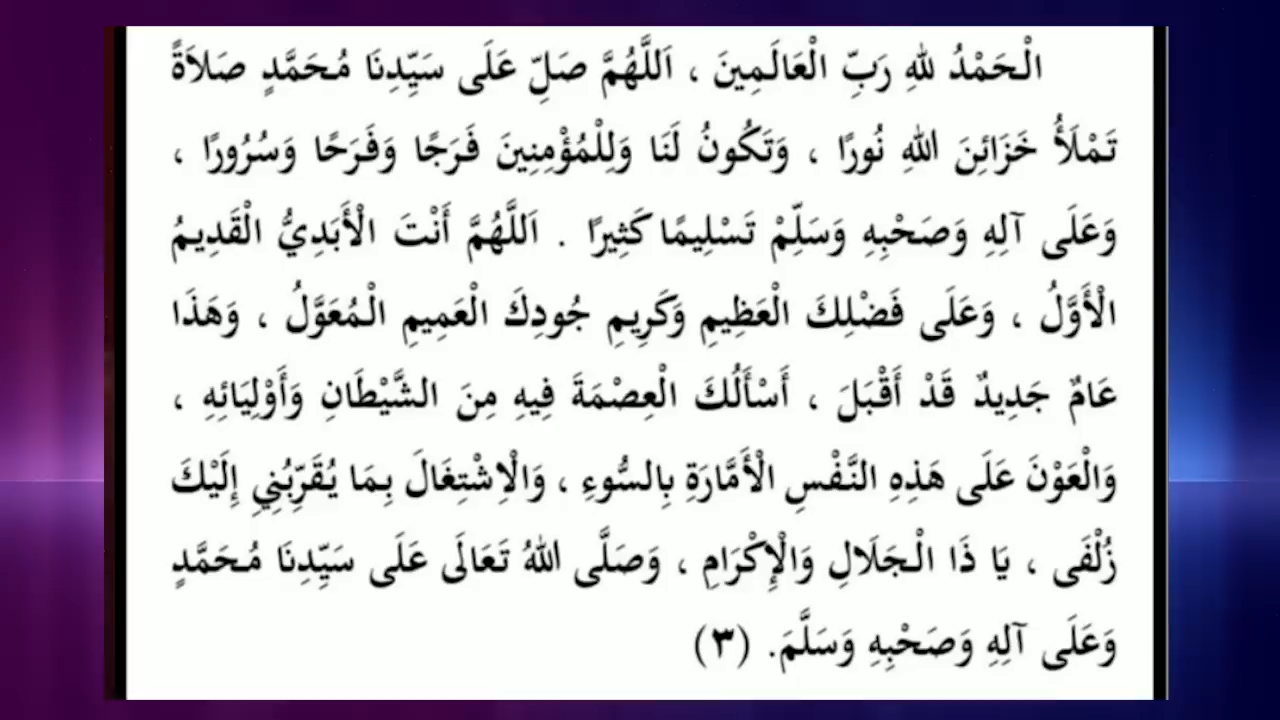 الْحَمْدُ للهِ رَبِّ الْعَالَمِينَ ، اَللَّهُمَّ صَلِّ عَلَى سَيِّدِنَا مُحَمَّدٍ صَلاَةً
تَمْلَأُ خَزَائِنَ اللهِ نُورًا ، وَتَكُونُ لَنَا وَلِلْمُؤْمِنِينَ فَرَجًا وَفَرَحًا وَسُرُورًا ،
وَعَلَى آلِهِ وَصَحْبِهِ وَسَلِّمْ تَسْلِيمًا كَثِيرًا . اَللَّهُمَّ أَنْتَ الْأَبَدِيُّ الْقَدِيمُ
الْأَوَّلُ ، وَعَلَى فَضْلِكَ الْعَظِيمِ وَكَرِيمِ جُودِكَ الْعَمِيمِ الْمُعَوَّلُ ، وَهَذَا
عَامٌ جَدِيدٌ قَدْ أَقْبَلَ ، أَسْأَلُكَ الْعِصْمَةَ فِيهِ مِنَ الشَّيْطَانِ وَأَوْلِيَائِهِ ،
وَالْعَوْنَ عَلَى هَذِهِ النَّفْسِ الْأَمَّارَةِ بِالسُّوءِ ، وَالْاِشْتِغَالَ بِمَا يُقَرِّبُنِي إِلَيْكَ
زُلْفَى ، يَا ذَا الْجَلَالِ وَالْإِكْرَامِ ، وَصَلَّى اللهُ تَعَالَى عَلَى سَيِّدِنَا مُحَمَّدٍ
وَعَلَى آلِهِ وَصَحْبِهِ وَسَلَّمَ. (٣)